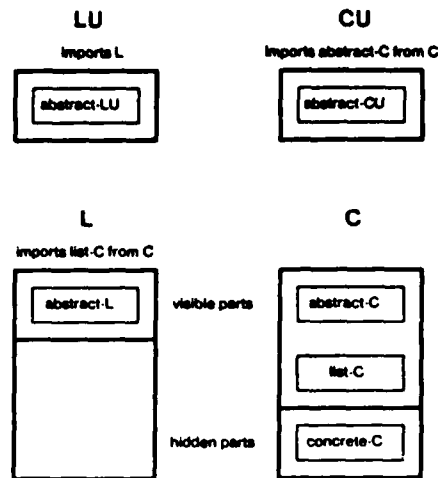 LU
imports L
abstract-LU
CU
imports abstract-C from C
abstract-CU
L
imports list-C from C
abstract-L
visible parts
hidden parts
C
abstract-C
list-C
concrete-C